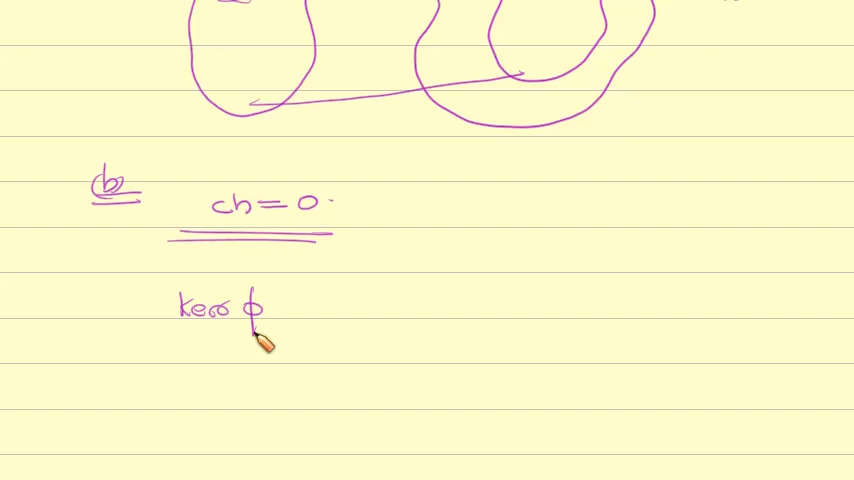 (b)
ch = 0.
ker φ